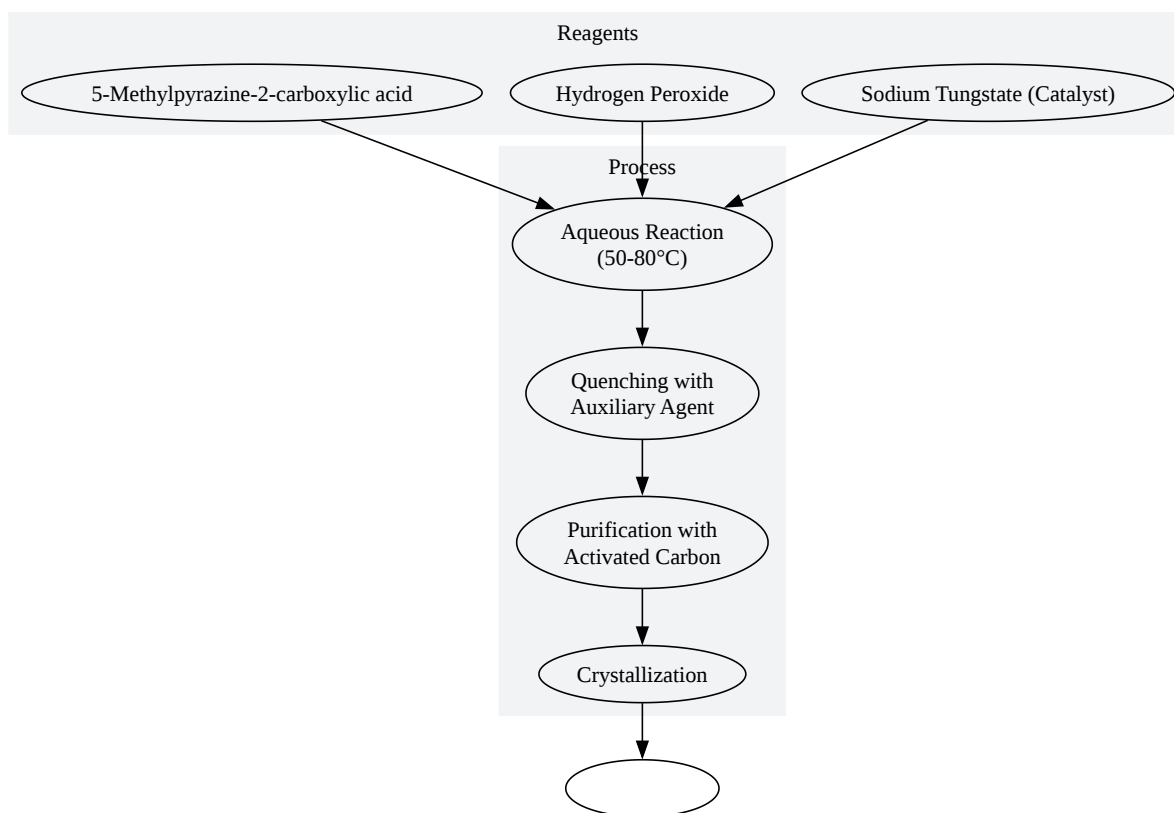 Reagents
5-Methylpyrazine-2-carboxylic acid
Hydrogen Peroxide
Sodium Tungstate (Catalyst)
Process
Aqueous Reaction
(50-80°C)
Quenching with
Auxiliary Agent
Purification with
Activated Carbon
Crystallization